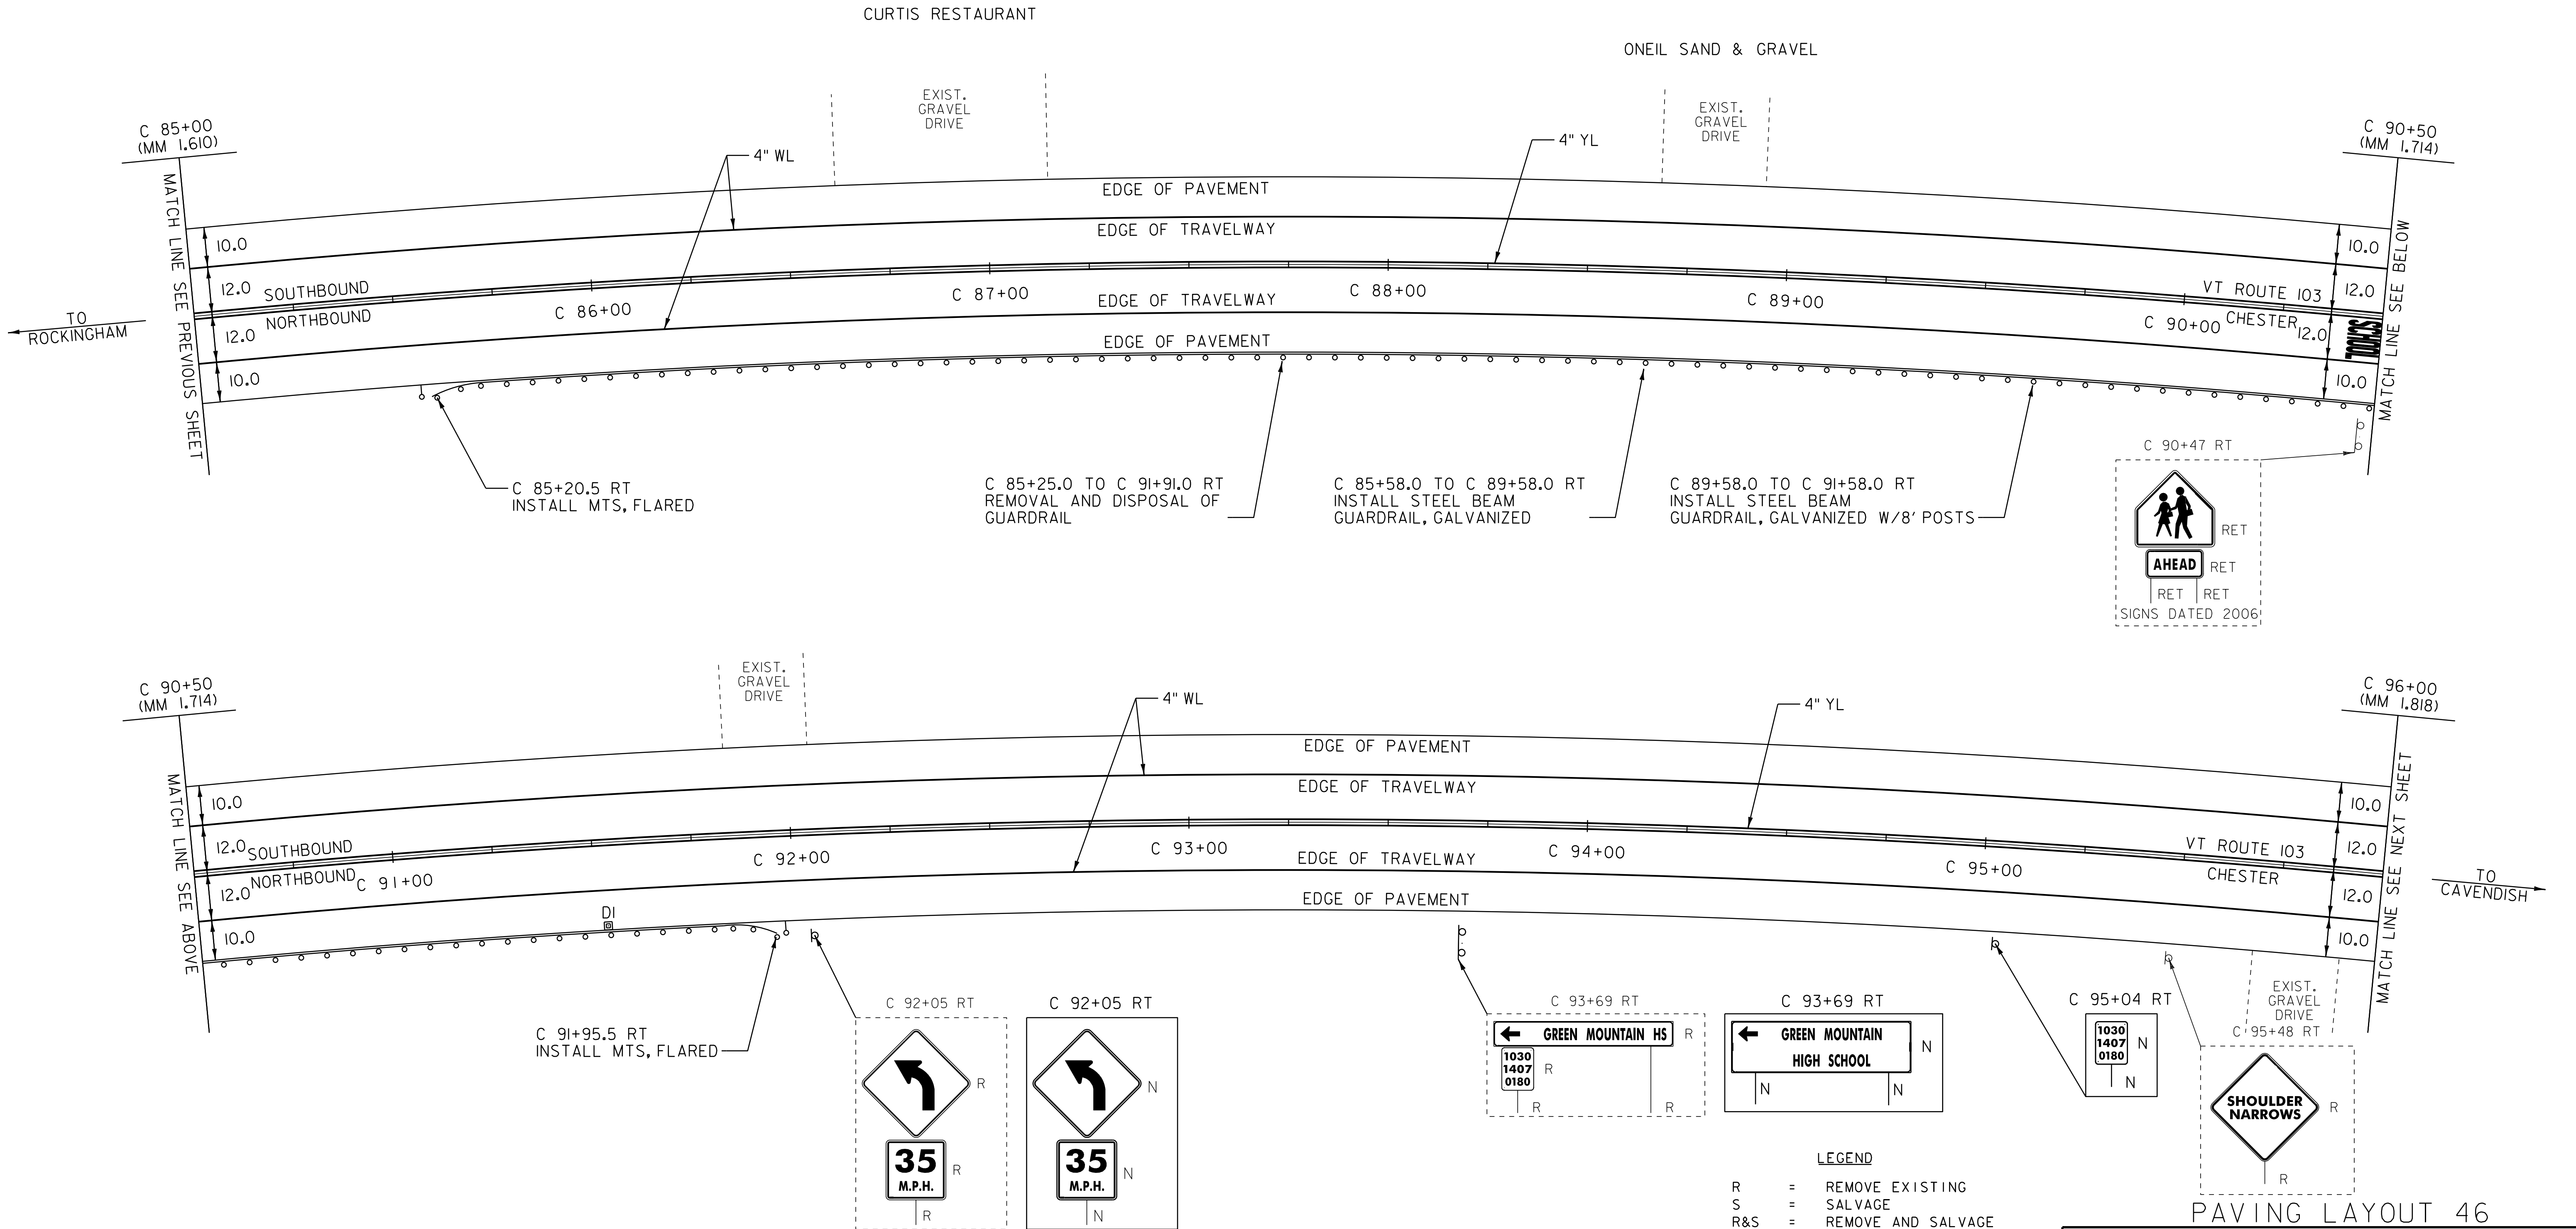 CURTIS RESTAURANT
ONEIL SAND & GRAVEL
EXIST.
GRAVEL
DRIVE
EXIST.
GRAVEL
DRIVE
C 85+00
(MM 1.610)
C 90+50
(MM 1.714)
4" WL
4" YL
MATCH LINE SEE PREVIOUS SHEET
MATCH LINE SEE BELOW
EDGE OF PAVEMENT
EDGE OF TRAVELWAY
10.0
12.0
12.0
10.0
SOUTHBOUND
NORTHBOUND
C 86+00
C 87+00
C 88+00
C 89+00
C 90+00
EDGE OF TRAVELWAY
EDGE OF PAVEMENT
VT ROUTE 103
CHESTER
10.0
12.0
12.0
10.0
SCHOOL
TO
ROCKINGHAM
C 85+20.5 RT
INSTALL MTS, FLARED
C 85+25.0 TO C 91+91.0 RT
REMOVAL AND DISPOSAL OF
GUARDRAIL
C 85+58.0 TO C 89+58.0 RT
INSTALL STEEL BEAM
GUARDRAIL, GALVANIZED
C 89+58.0 TO C 91+58.0 RT
INSTALL STEEL BEAM
GUARDRAIL, GALVANIZED W/8' POSTS
C 90+47 RT
RET
AHEAD
RET
RET
RET
SIGNS DATED 2006
C 90+50
(MM 1.714)
EXIST.
GRAVEL
DRIVE
4" WL
4" YL
C 96+00
(MM 1.818)
MATCH LINE SEE ABOVE
MATCH LINE SEE NEXT SHEET
EDGE OF PAVEMENT
EDGE OF TRAVELWAY
10.0
12.0
12.0
10.0
SOUTHBOUND
NORTHBOUND
C 91+00
C 92+00
C 93+00
C 94+00
C 95+00
EDGE OF TRAVELWAY
EDGE OF PAVEMENT
VT ROUTE 103
CHESTER
10.0
12.0
12.0
10.0
TO
CAVENDISH
DI
C 91+95.5 RT
INSTALL MTS, FLARED
C 92+05 RT
R
35
M.P.H.
R
R
C 92+05 RT
N
35
M.P.H.
N
N
C 93+69 RT
GREEN MOUNTAIN HS
R
1030
1407
0180
R
R
R
C 93+69 RT
GREEN MOUNTAIN
HIGH SCHOOL
N
N
N
C 95+04 RT
1030
1407
0180
N
N
EXIST.
GRAVEL
DRIVE
C 95+48 RT
SHOULDER
NARROWS
R
R
LEGEND
R = REMOVE EXISTING
S = SALVAGE
R&S = REMOVE AND SALVAGE
PAVING LAYOUT 46